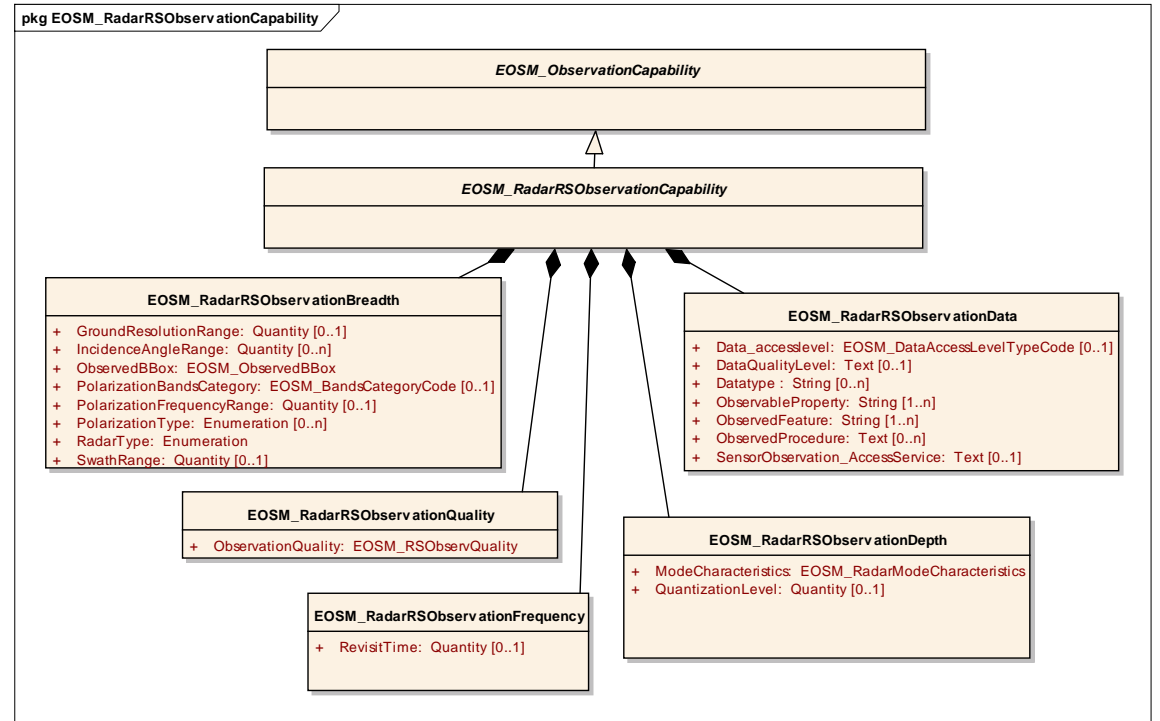 pkg EOSM_RadarRSObservationCapability
EOSM_ObservationCapability
EOSM_RadarRSObservationCapability
EOSM_RadarRSObservationBreadth
+ GroundResolutionRange: Quantity [0..1]
+ IncidenceAngleRange: Quantity [0..n]
+ ObservedBBox: EOSM_ObservedBBox
+ PolarizationBandsCategory: EOSM_BandsCategoryCode [0..1]
+ PolarizationFrequencyRange: Quantity [0..1]
+ PolarizationType: Enumeration [0..n]
+ RadarType: Enumeration
+ SwathRange: Quantity [0..1]
EOSM_RadarRSObservationData
+ Data_accesslevel: EOSM_DataAccessLevelTypeCode [0..1]
+ DataQualityLevel: Text [0..1]
+ Datatype : String [0..n]
+ ObservableProperty: String [1..n]
+ ObservedFeature: String [1..n]
+ ObservedProcedure: Text [0..n]
+ SensorObservation_AccessService: Text [0..1]
EOSM_RadarRSObservationQuality
+ ObservationQuality: EOSM_RSObservQuality
EOSM_RadarRSObservationDepth
+ ModeCharacteristics: EOSM_RadarModeCharacteristics
+ QuantizationLevel: Quantity [0..1]
EOSM_RadarRSObservationFrequency
+ RevisitTime: Quantity [0..1]